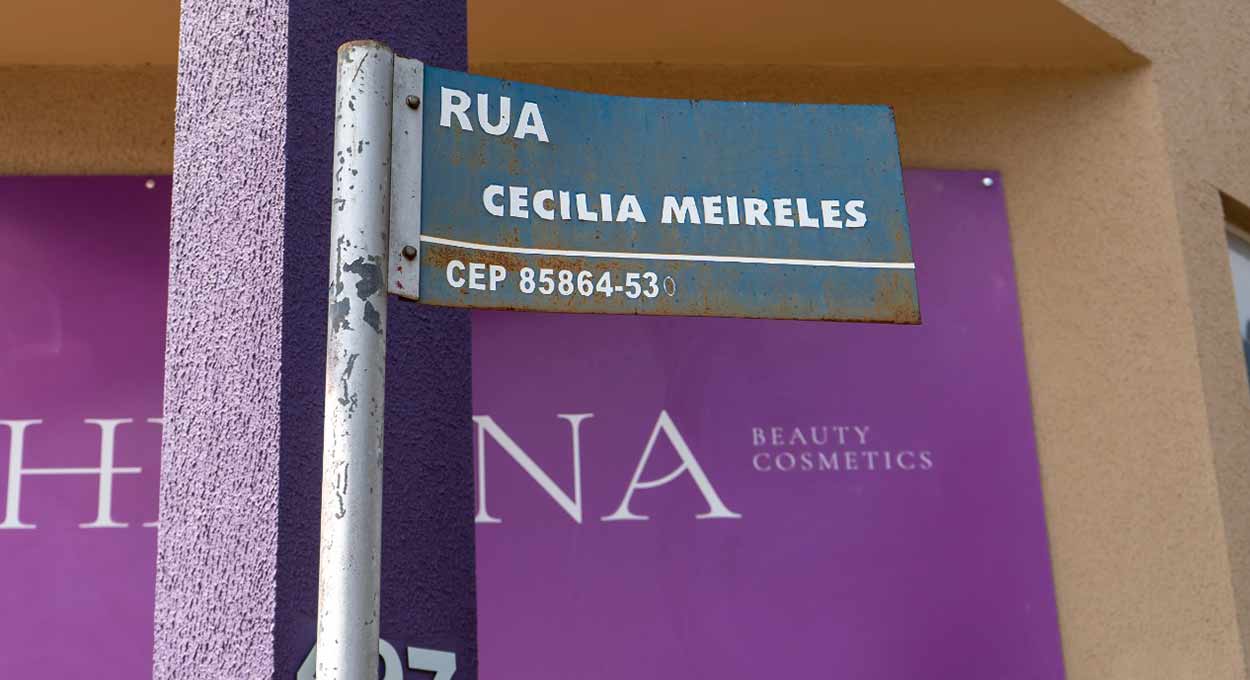 RUA
CECILIA MEIRELES
CEP 85864-530
BEAUTY
COSMETICS